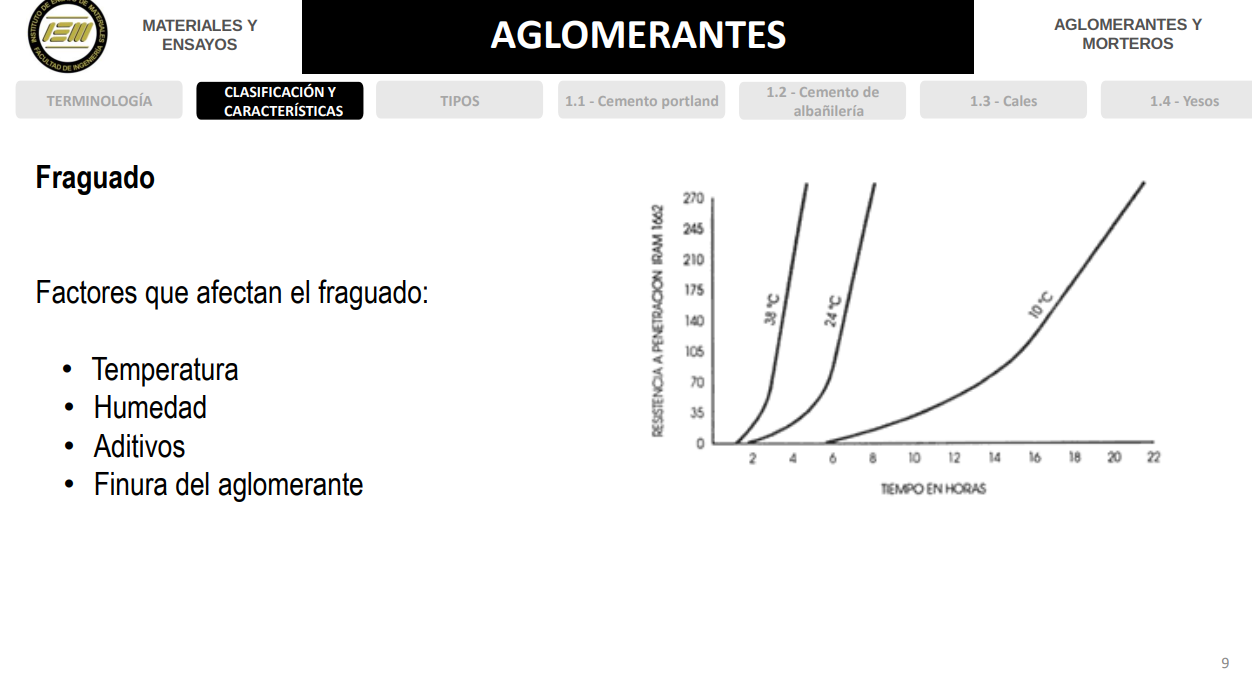 INSTITUTO DE ENSAYO DE MATERIALES
FACULTAD DE INGENIERÍA
IEM
MATERIALES Y
ENSAYOS
AGLOMERANTES
AGLOMERANTES Y
MORTEROS
TERMINOLOGÍA
CLASIFICACIÓN Y
CARACTERÍSTICAS
TIPOS
1.1 - Cemento portland
1.2 - Cemento de
albañilería
1.3 - Cales
1.4 - Yesos
Fraguado
Factores que afectan el fraguado:
• Temperatura
• Humedad
• Aditivos
• Finura del aglomerante
RESISTENCIA A PENETRACION IRAM 1662
270
245
210
175
140
105
70
35
0
38 °C
24 °C
10 °C
2 4 6 8 10 12 14 16 18 20 22
TIEMPO EN HORAS
9